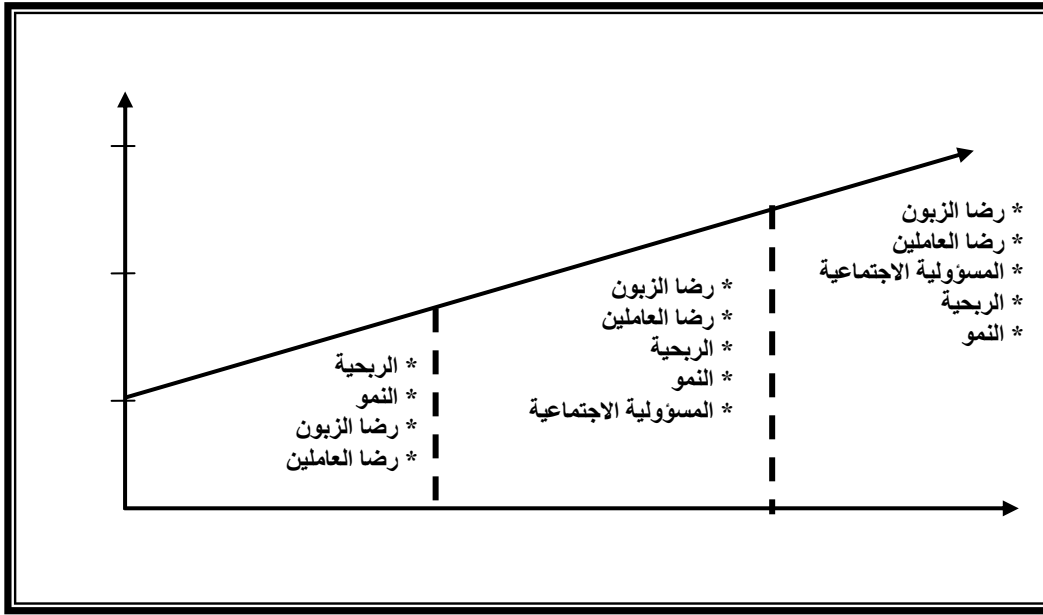 * رضا الزبون
* رضا العاملين
* المسؤولية الاجتماعية
* الربحية
* النمو
* رضا الزبون
* رضا العاملين
* الربحية
* النمو
* المسؤولية الاجتماعية
* الربحية
* النمو
* رضا الزبون
* رضا العاملين